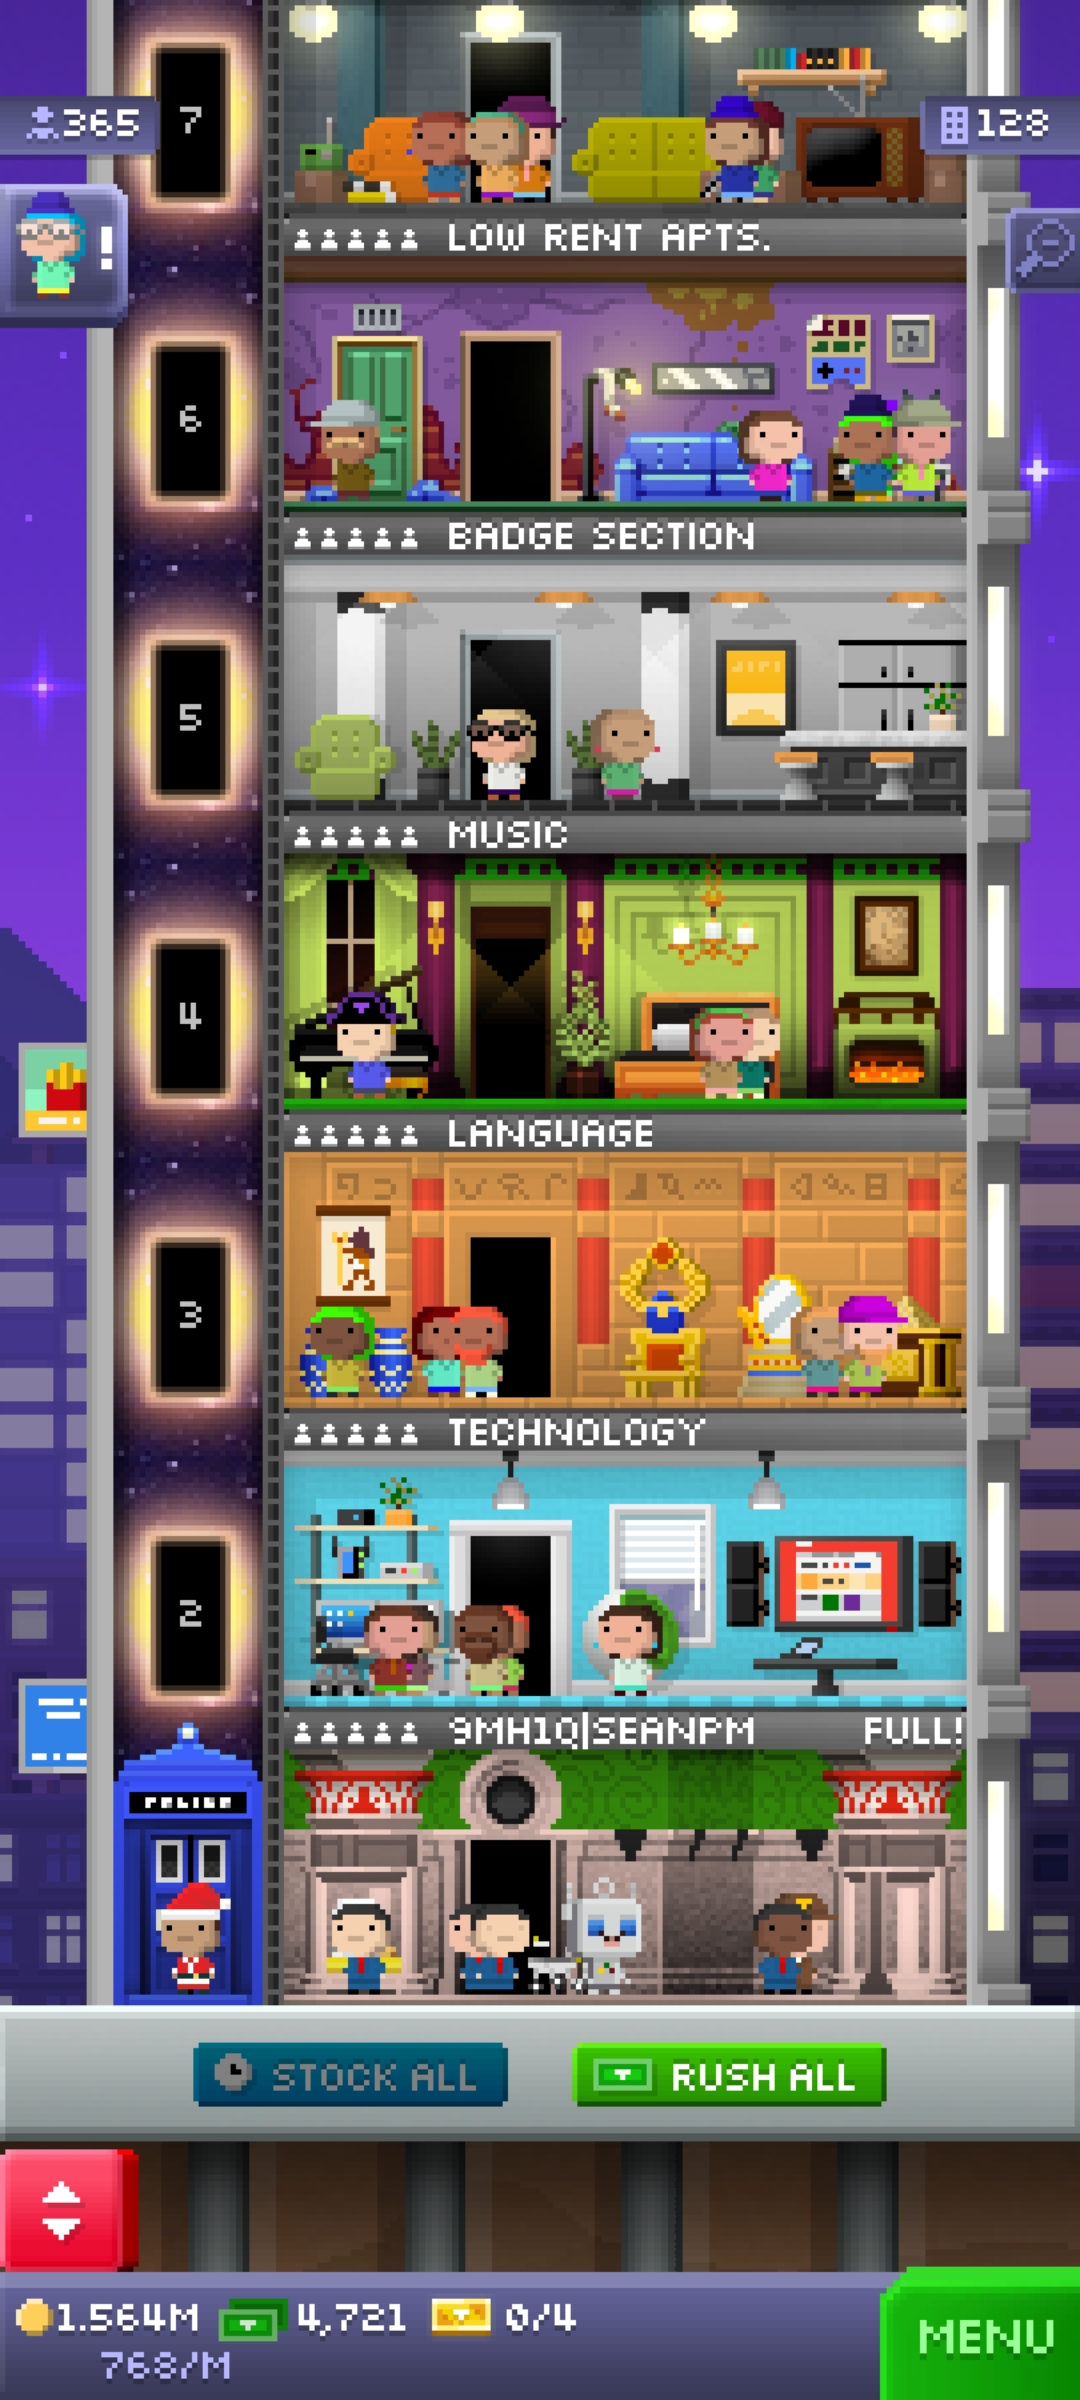 7
365
128
!
LOW RENT APTS.
6
BADGE SECTION
5
MUSIC
4
LANGUAGE
3
TECHNOLOGY
2
9MH1Q|SEANPM FULL!
POLICE
STOCK ALL
RUSH ALL
1.564M 4,721 0/4
768/M
MENU